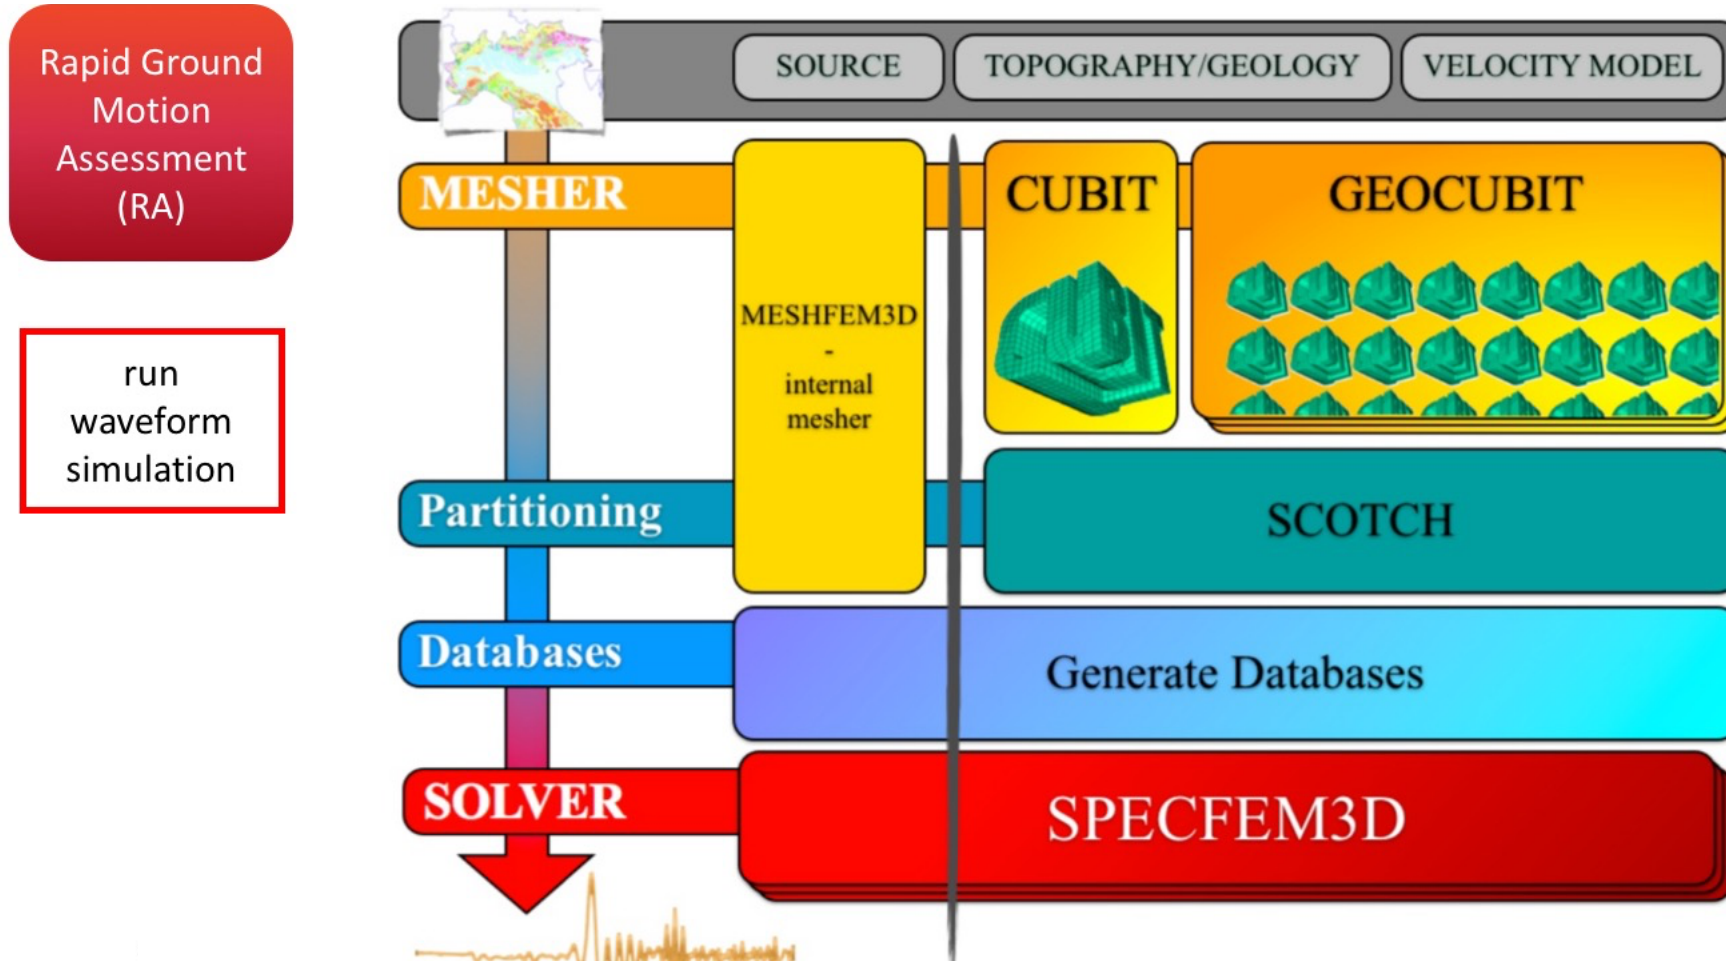 Rapid Ground
Motion
Assessment
(RA)
run
waveform
simulation
SOURCE
TOPOGRAPHY/GEOLOGY
VELOCITY MODEL
MESHER
MESHFEM3D
-
internal
mesher
CUBIT
GEOCUBIT
Partitioning
SCOTCH
Databases
Generate Databases
SOLVER
SPECFEM3D